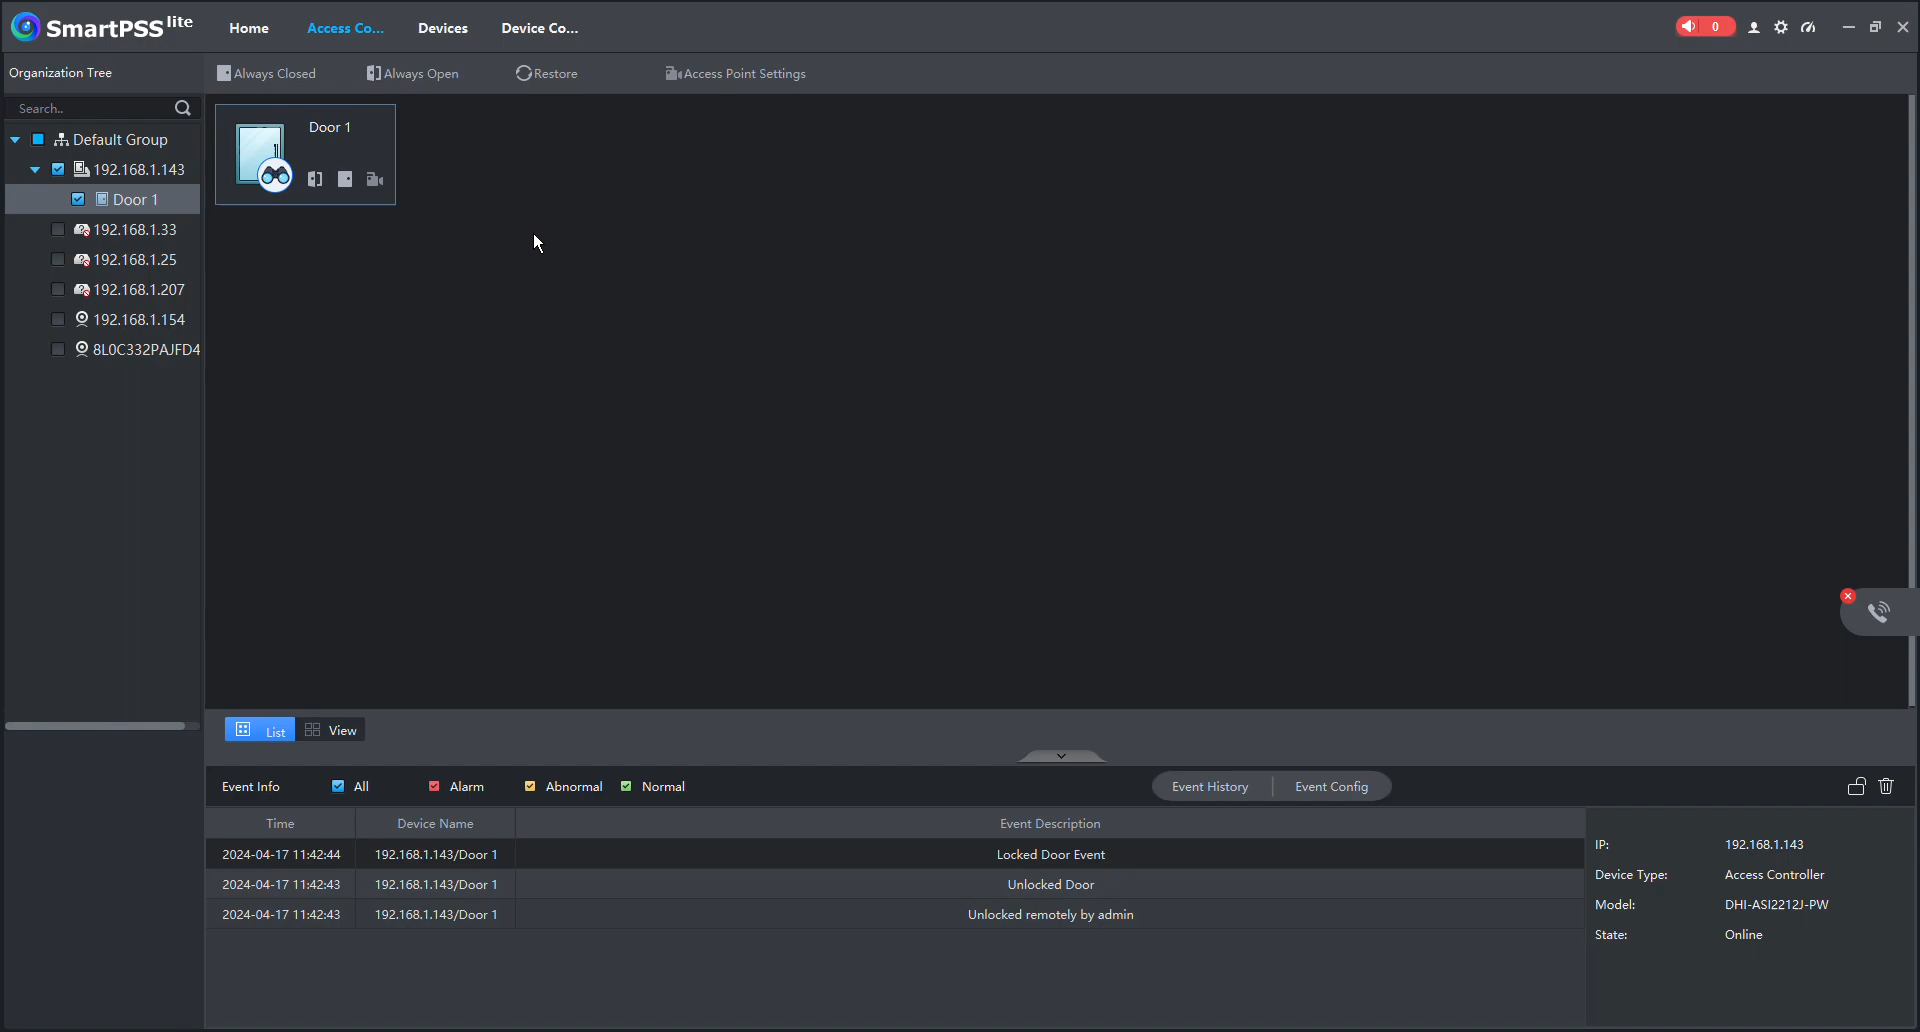 SmartPSS lite
Home
Access Co...
Devices
Device Co...
0
Organization Tree
Always Closed
Always Open
Restore
Access Point Settings
Search..
Default Group
192.168.1.143
Door 1
192.168.1.33
192.168.1.25
192.168.1.207
192.168.1.154
8L0C332PAJFD4
Door 1
List
View
Event Info
All
Alarm
Abnormal
Normal
Event History
Event Config
Time Device Name Event Description
2024-04-17 11:42:44 192.168.1.143/Door 1 Locked Door Event
2024-04-17 11:42:43 192.168.1.143/Door 1 Unlocked Door
2024-04-17 11:42:43 192.168.1.143/Door 1 Unlocked remotely by admin
IP: 192.168.1.143
Device Type: Access Controller
Model: DHI-ASI2212J-PW
State: Online